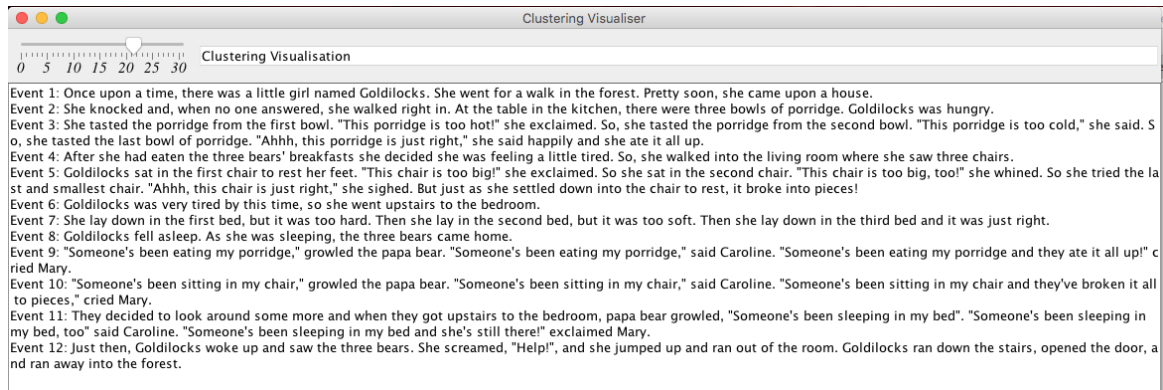 Clustering Visualiser
0 5 10 15 20 25 30
Clustering Visualisation
Event 1: Once upon a time, there was a little girl named Goldilocks. She went for a walk in the forest. Pretty soon, she came upon a house.
Event 2: She knocked and, when no one answered, she walked right in. At the table in the kitchen, there were three bowls of porridge. Goldilocks was hungry.
Event 3: She tasted the porridge from the first bowl. "This porridge is too hot!" she exclaimed. So, she tasted the porridge from the second bowl. "This porridge is too cold," she said. S
o, she tasted the last bowl of porridge. "Ahhh, this porridge is just right," she said happily and she ate it all up.
Event 4: After she had eaten the three bears' breakfasts she decided she was feeling a little tired. So, she walked into the living room where she saw three chairs.
Event 5: Goldilocks sat in the first chair to rest her feet. "This chair is too big!" she exclaimed. So she sat in the second chair. "This chair is too big, too!" she whined. So she tried the la
st and smallest chair. "Ahhh, this chair is just right," she sighed. But just as she settled down into the chair to rest, it broke into pieces!
Event 6: Goldilocks was very tired by this time, so she went upstairs to the bedroom.
Event 7: She lay down in the first bed, but it was too hard. Then she lay in the second bed, but it was too soft. Then she lay down in the third bed and it was just right.
Event 8: Goldilocks fell asleep. As she was sleeping, the three bears came home.
Event 9: "Someone's been eating my porridge," growled the papa bear. "Someone's been eating my porridge," said Caroline. "Someone's been eating my porridge and they ate it all up!" c
ried Mary.
Event 10: "Someone's been sitting in my chair," growled the papa bear. "Someone's been sitting in my chair," said Caroline. "Someone's been sitting in my chair and they've broken it all
to pieces," cried Mary.
Event 11: They decided to look around some more and when they got upstairs to the bedroom, papa bear growled, "Someone's been sleeping in my bed". "Someone's been sleeping in
my bed, too" said Caroline. "Someone's been sleeping in my bed and she's still there!" exclaimed Mary.
Event 12: Just then, Goldilocks woke up and saw the three bears. She screamed, "Help!", and she jumped up and ran out of the room. Goldilocks ran down the stairs, opened the door, a
nd ran away into the forest.